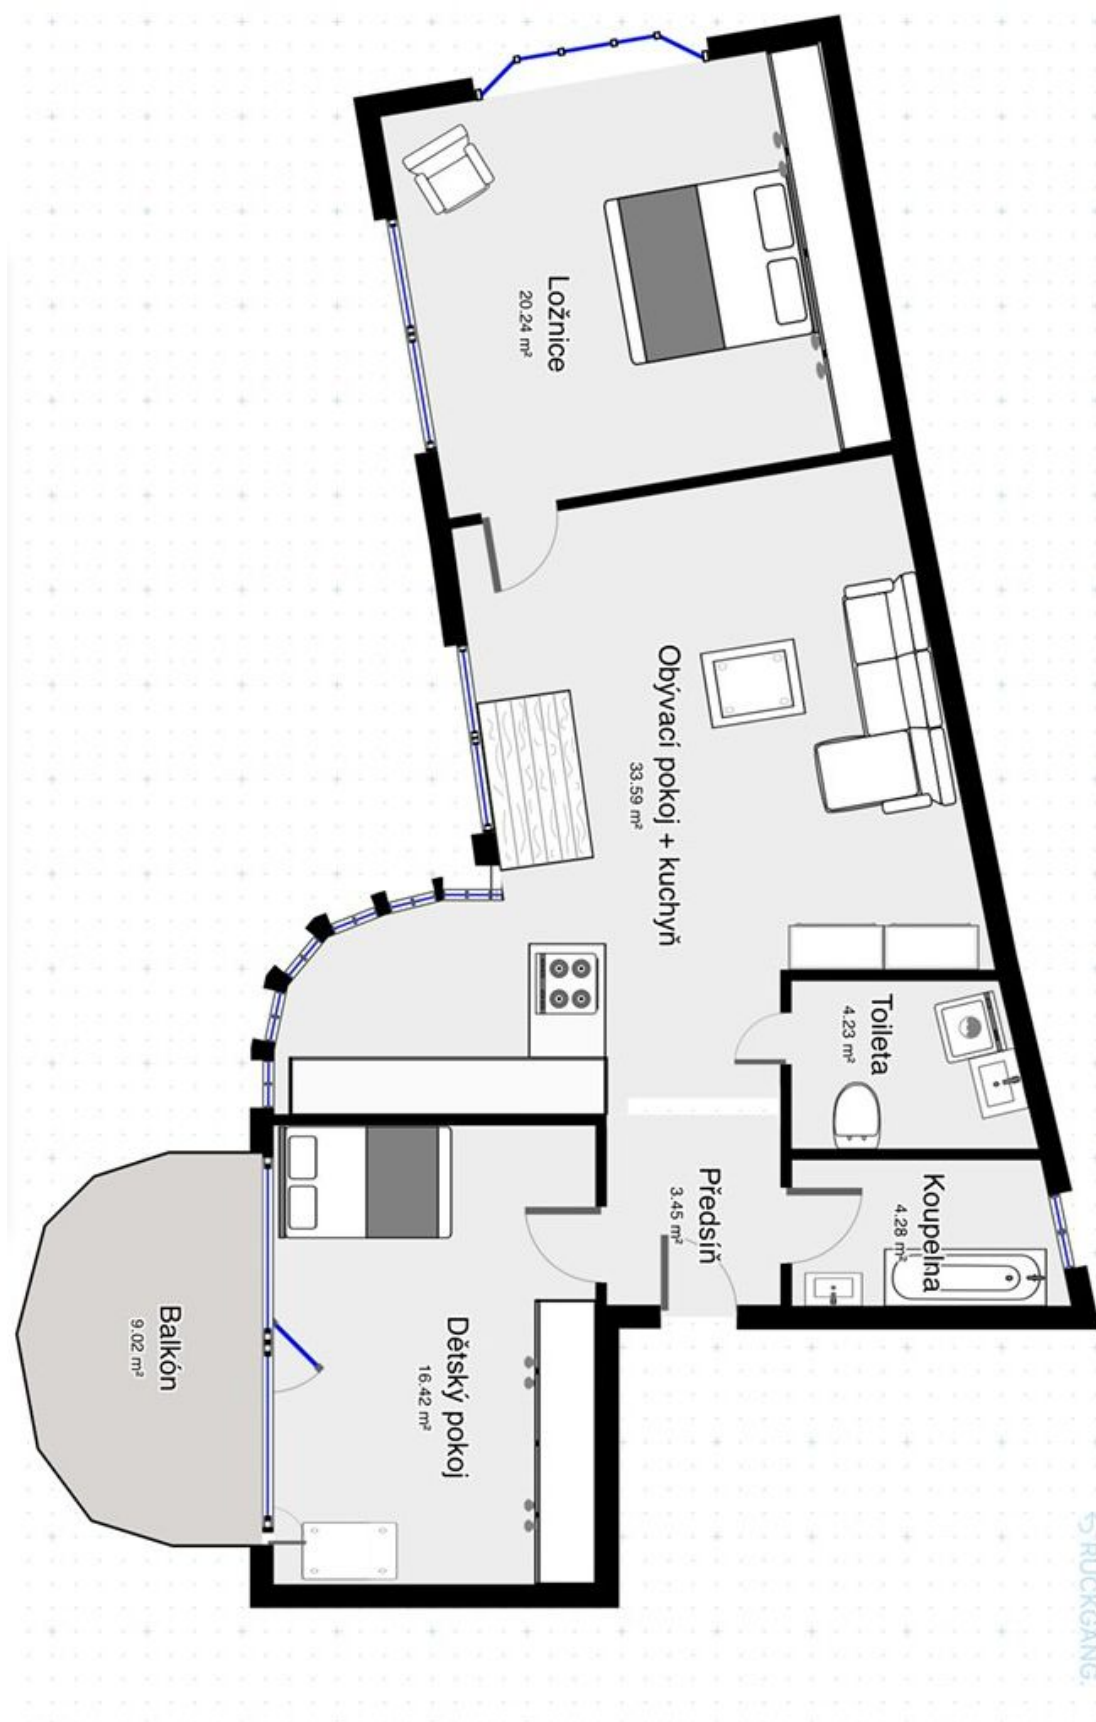 Ložnice
20.24 m²
Obývací pokoj + kuchyň
33.59 m²
Toileta
4.23 m²
Koupelna
4.28 m²
Předsíň
3.45 m²
Dětský pokoj
16.42 m²
Balkón
9.02 m²
RÜCKGÄNG.